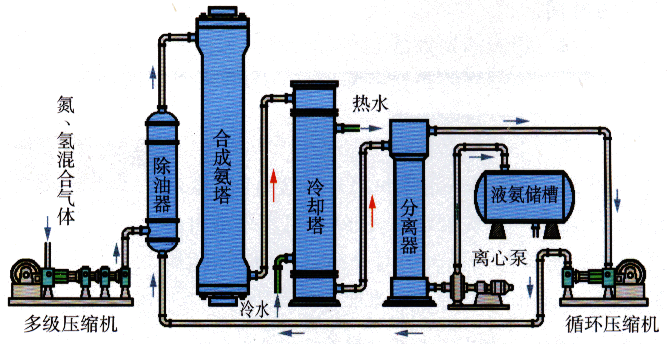 氮、氢混合气体
除油器
合成氨塔
冷却塔
热水
冷水
分离器
液氨储槽
离心泵
多级压缩机
循环压缩机